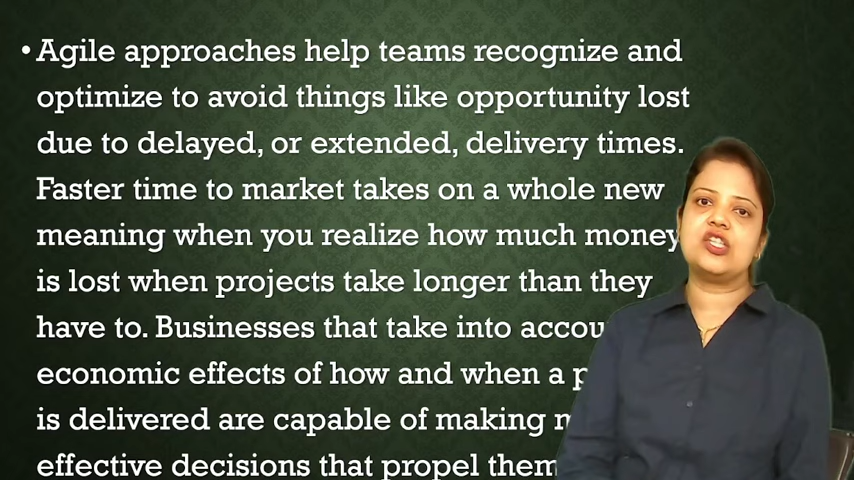 • Agile approaches help teams recognize and
optimize to avoid things like opportunity lost
due to delayed, or extended, delivery times.
Faster time to market takes on a whole new
meaning when you realize how much money
is lost when projects take longer than they
have to. Businesses that take into
economic effects of how and when a
is delivered are capable of making
effective decisions that propel them